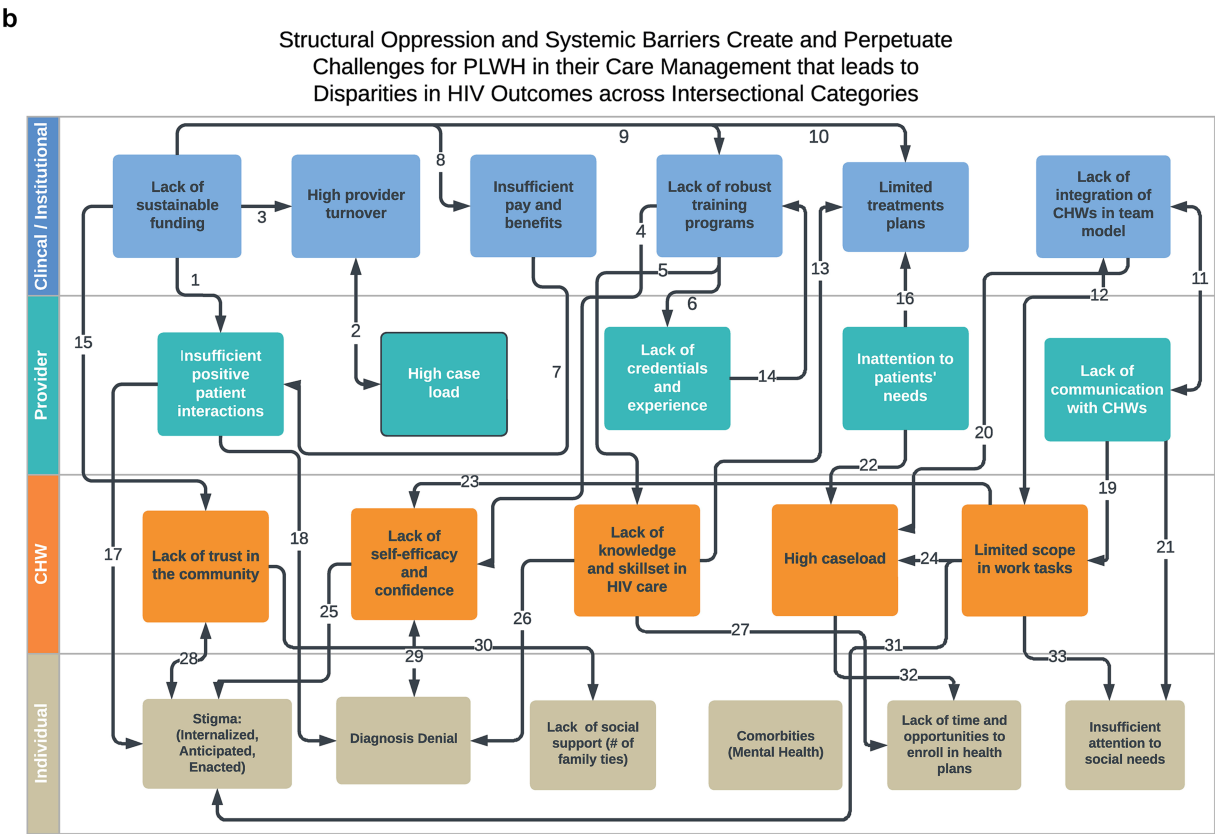 b
Structural Oppression and Systemic Barriers Create and Perpetuate
Challenges for PLWH in their Care Management that leads to
Disparities in HIV Outcomes across Intersectional Categories
Clincal / Institutional
Lack of
sustainable
funding
High provider
turnover
Insufficient
pay and
benefits
Lack of robust
training
programs
Limited
treatments
plans
Lack of
integration of
CHWs in team
model
8
9
10
3
4
5
13
11
1
6
16
12
Provider
Insufficient
positive
patient
interactions
High case
load
Lack of
credentials
and
experience
Inattention to
patients'
needs
Lack of
communication
with CHWs
15
2
7
14
20
22
CHW
Lack of trust in
the community
Lack of
self-efficacy
and
confidence
Lack of
knowledge
and skillset in
HIV care
High caseload
Limited scope
in work tasks
23
19
17
18
24
21
25
26
27
30
31
28
29
33
32
Individual
Stigma:
(Internalized,
Anticipated,
Enacted)
Diagnosis Denial
Lack of social
support (# of
family ties)
Comorbities
(Mental Health)
Lack of time and
opportunities to
enroll in health
plans
Insufficient
attention to
social needs